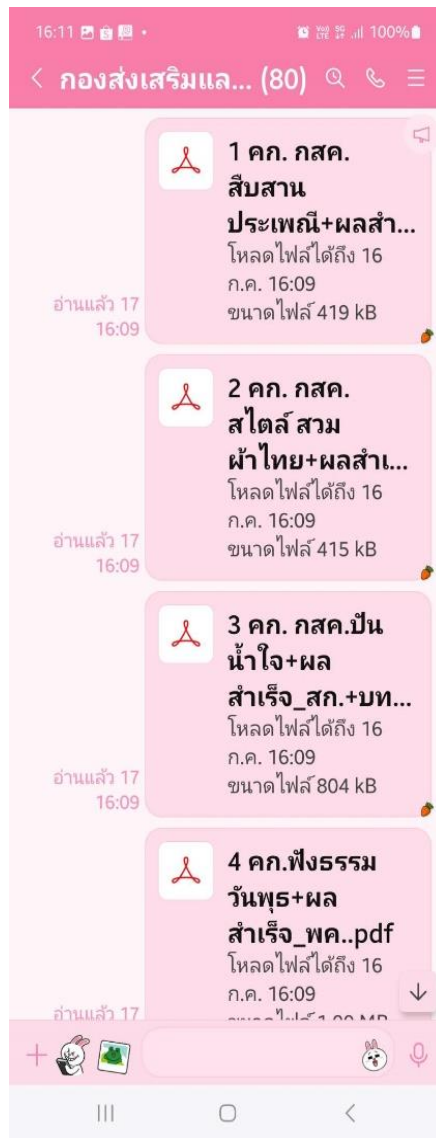 16:11
100%
กองส่งเสริมแล... (80)
1 คก. กสค.
สืบสาน
ประเพณี+ผลสำ...
โหลดไฟล์ได้ถึง 16
ก.ค. 16:09
ขนาดไฟล์ 419 kB
อ่านแล้ว 17
16:09
2 คก. กสค.
สไตล์ สวม
ผ้าไทย+ผลสำเ...
โหลดไฟล์ได้ถึง 16
ก.ค. 16:09
ขนาดไฟล์ 415 kB
อ่านแล้ว 17
16:09
3 คก. กสค.ปัน
น้ำใจ+ผล
สำเร็จ_สก.+บท...
โหลดไฟล์ได้ถึง 16
ก.ค. 16:09
ขนาดไฟล์ 804 kB
อ่านแล้ว 17
16:09
4 คก.ฟังธรรม
วันพุธ+ผล
สำเร็จ_พค..pdf
โหลดไฟล์ได้ถึง 16
ก.ค. 16:09
อ่านแล้ว 17